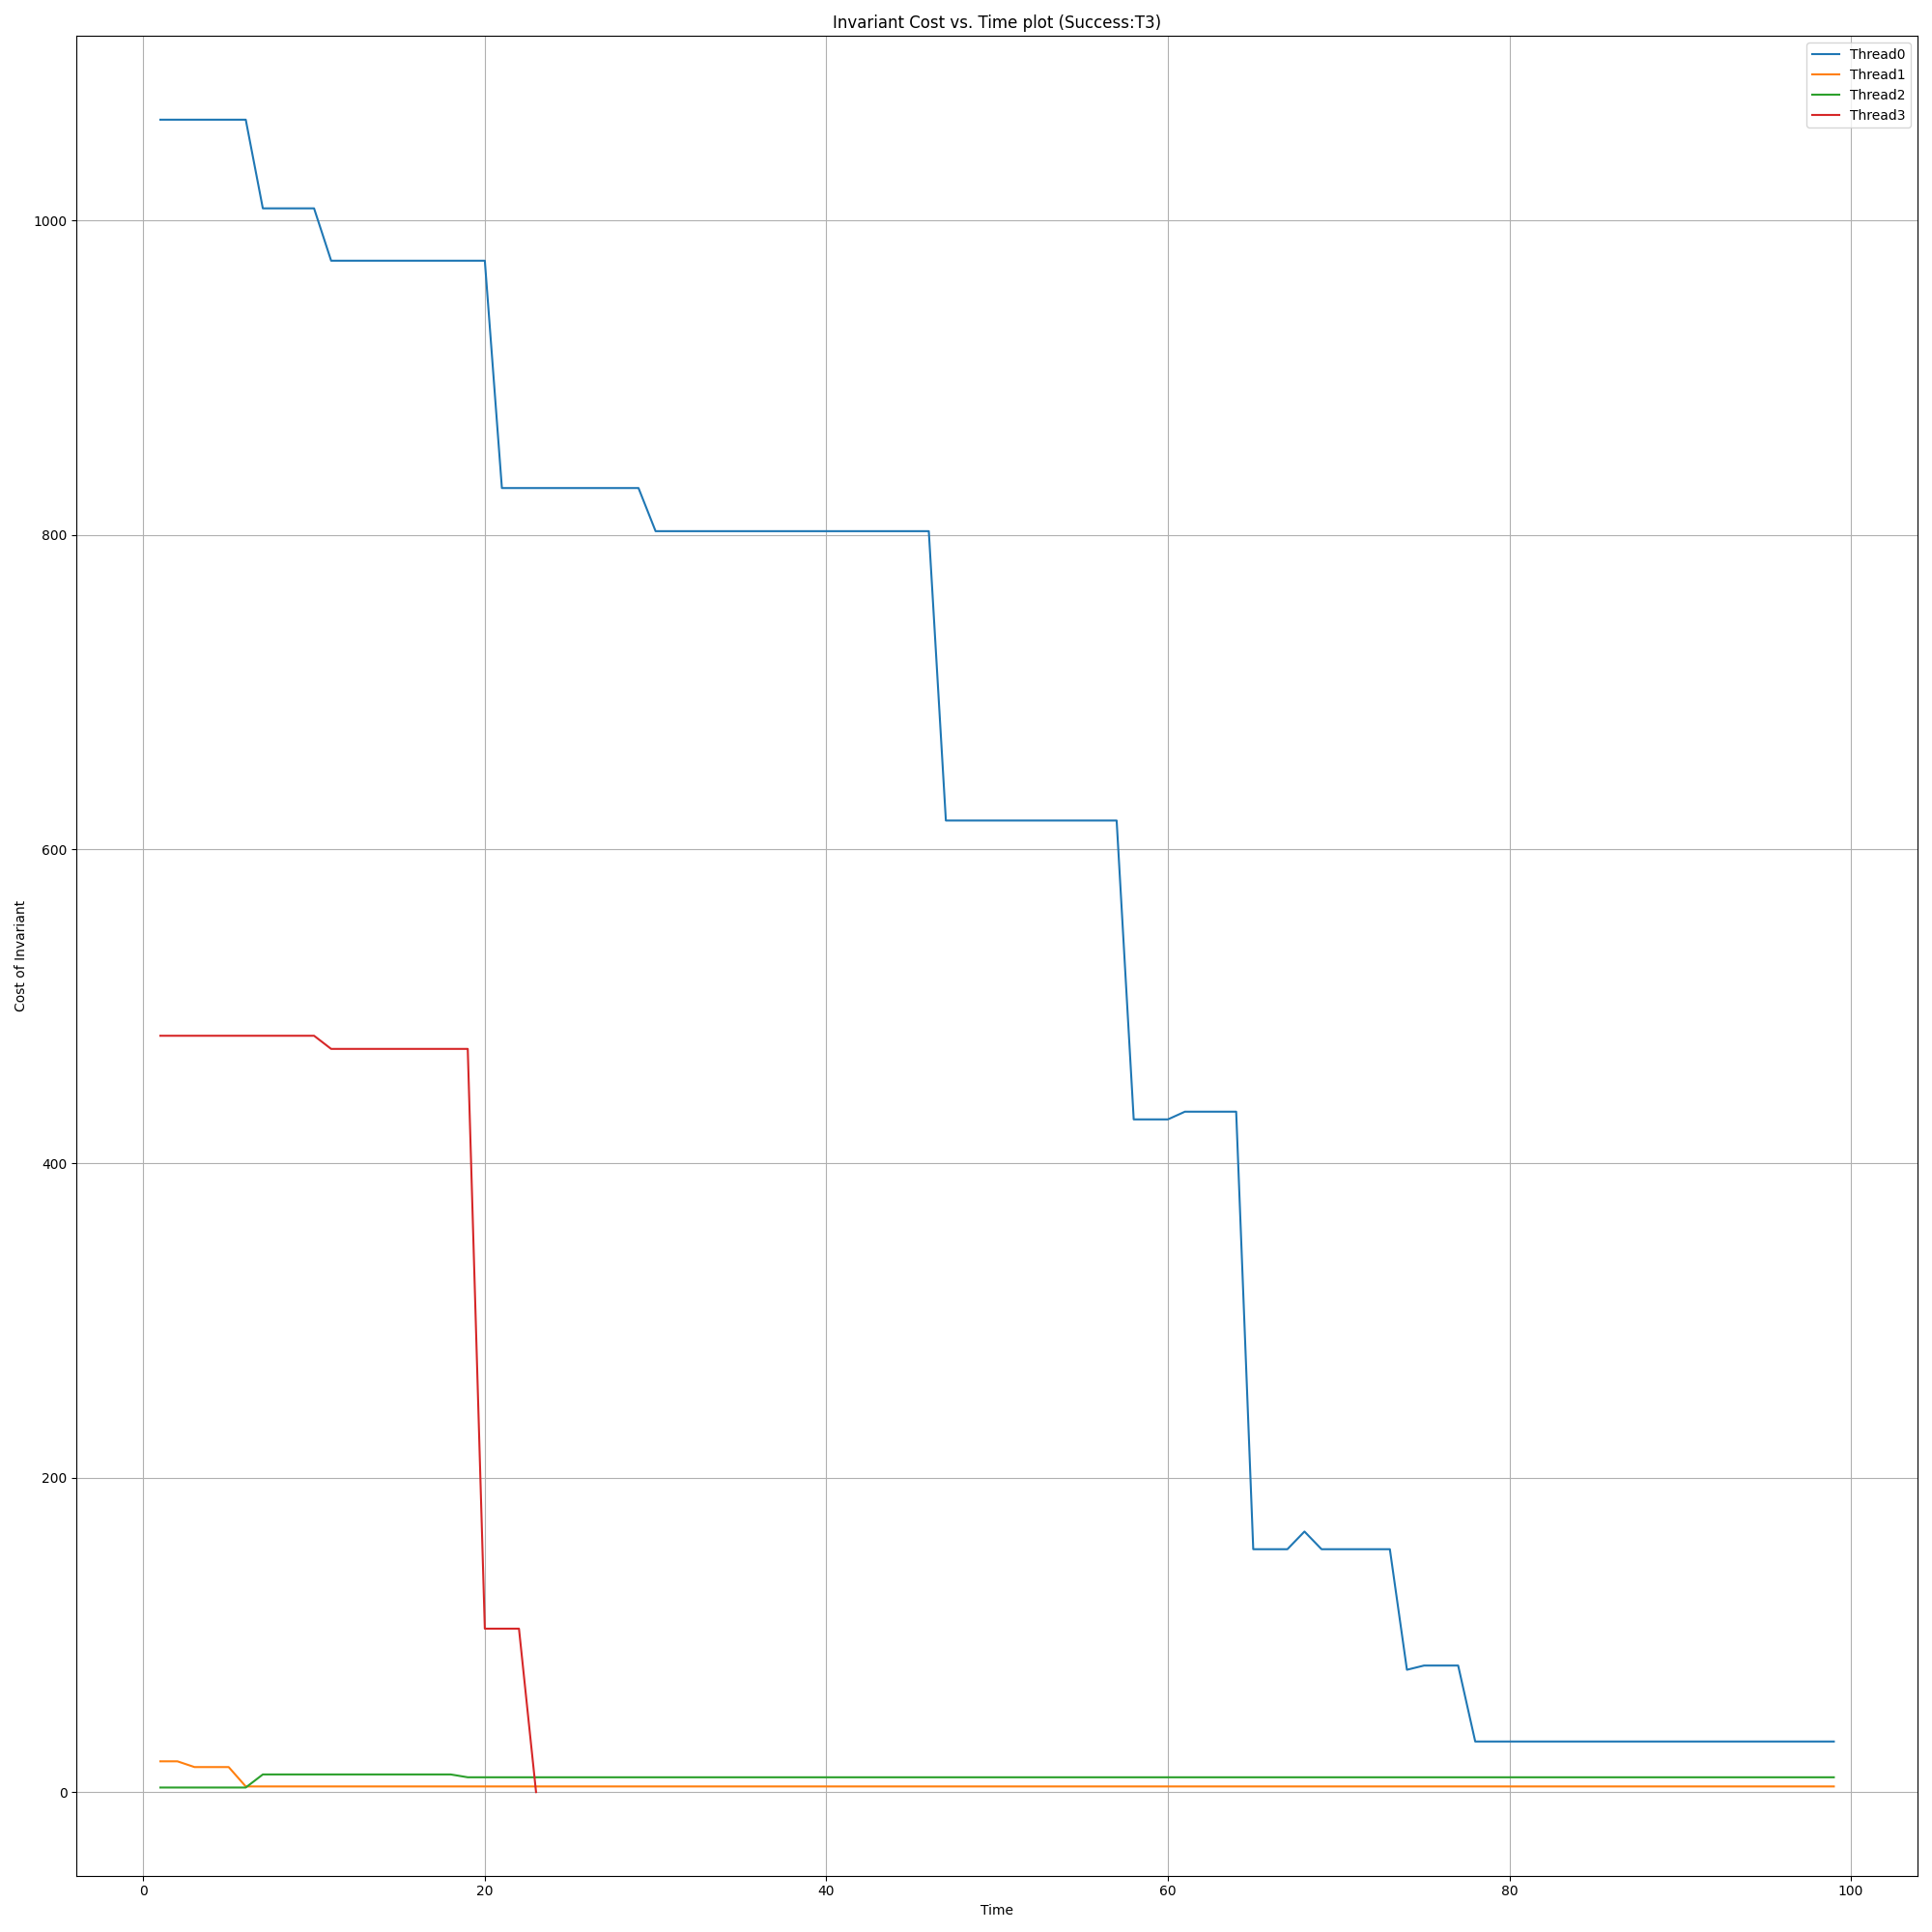 Invariant Cost vs. Time plot (Success:T3)
Thread0
Thread1
Thread2
Thread3
1000
800
600
400
200
0
Cost of Invariant
0 20 40 60 80 100
Time